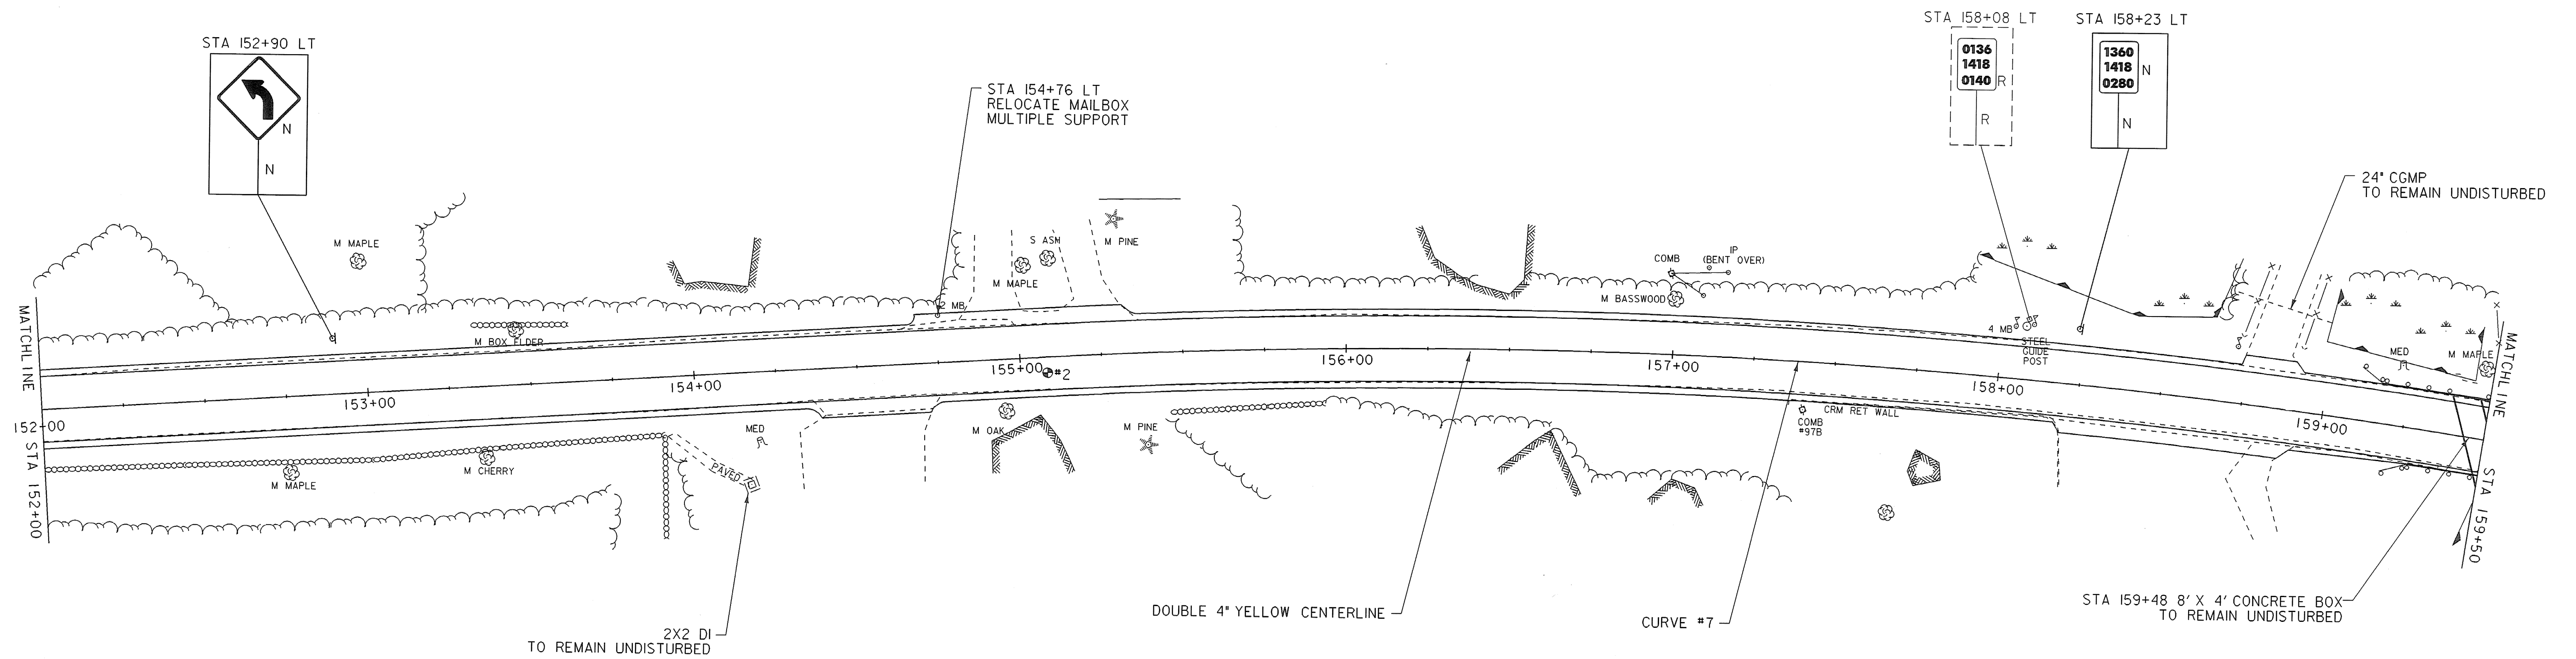 STA 152+90 LT
N
N
STA 154+76 LT
RELOCATE MAILBOX
MULTIPLE SUPPORT
STA 158+08 LT
0136
1418
0140
R
R
STA 158+23 LT
1360
1418
0280
N
N
24" CGMP
TO REMAIN UNDISTURBED
M MAPLE
S ASH
M PINE
M MAPLE
COMB
IP
(BENT OVER)
M BASSWOOD
2 MB
4 MB
STEEL
GUIDE
POST
M BOX ELDER
MED
M MAPLE
MATCHLINE
STA 152+00
152+00
153+00
154+00
155+00
#2
156+00
157+00
158+00
159+00
MATCHLINE
STA 159+50
M MAPLE
M CHERRY
PAVED
MED
M OAK
M PINE
COMB
#97B
CRM RET WALL
2X2 DI
TO REMAIN UNDISTURBED
DOUBLE 4" YELLOW CENTERLINE
CURVE #7
STA 159+48 8' X 4' CONCRETE BOX
TO REMAIN UNDISTURBED